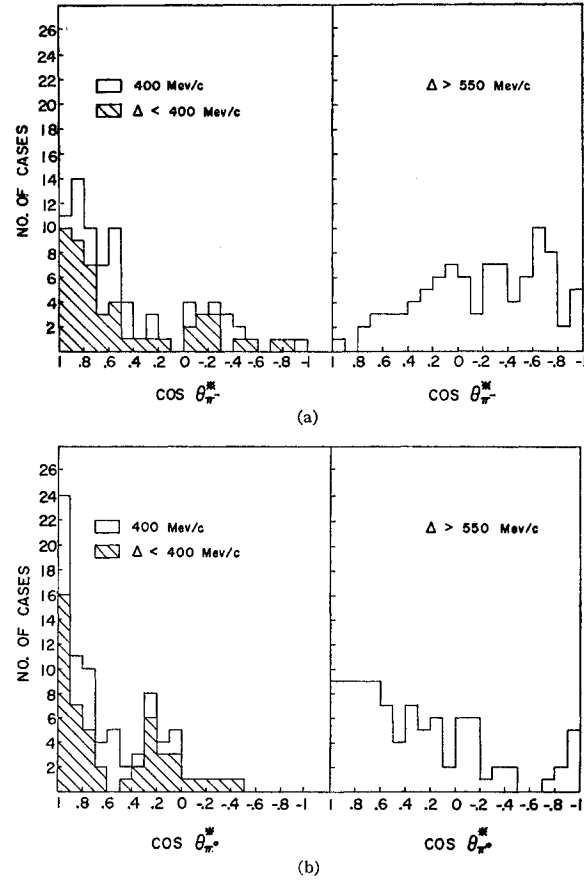 NO. OF CASES
26
24
22
20
18
16
14
12
10
8
6
4
2
400 Mev/c
Δ < 400 Mev/c
Δ > 550 Mev/c
1 .8 .6 .4 .2 0 -.2 -.4 -.6 -.8 -1
.8 .6 .4 .2 0 -.2 -.4 -.6 -.8 -1
COS θ*π-
COS θ*π-
(a)
NO. OF CASES
26
24
22
20
18
16
14
12
10
8
6
4
2
400 Mev/c
Δ < 400 Mev/c
Δ > 550 Mev/c
1 .8 .6 .4 .2 0 -.2 -.4 -.6 -.8 -1
1 .8 .6 .4 .2 0 -.2 -.4 -.6 -.8 -1
COS θ*π°
COS θ*π°
(b)